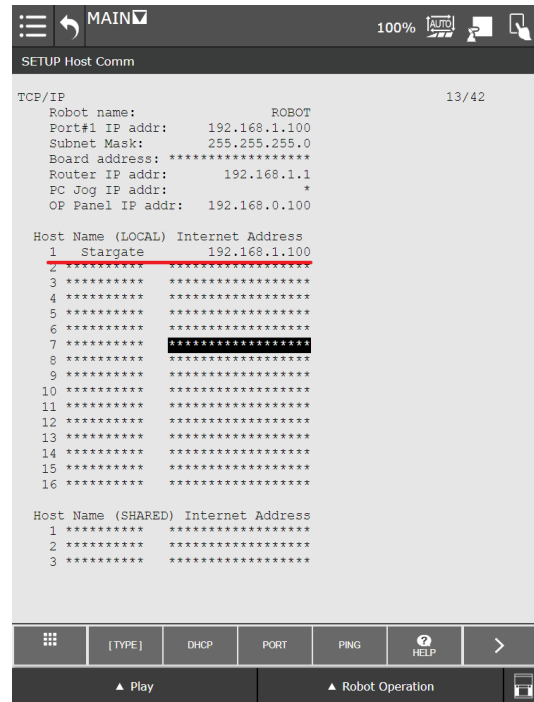 MAIN
100% AUTO
SETUP Host Comm
TCP/IP 13/42
Robot name: ROBOT
Port#1 IP addr: 192.168.1.100
Subnet Mask: 255.255.255.0
Board address: ******************
Router IP addr: 192.168.1.1
PC Jog IP addr: *
OP Panel IP addr: 192.168.0.100
Host Name (LOCAL) Internet Address
1 Stargate 192.168.1.100
2 ********** ******************
3 ********** ******************
4 ********** ******************
5 ********** ******************
6 ********** ******************
7 ********** ******************
8 ********** ******************
9 ********** ******************
10 ********** ******************
11 ********** ******************
12 ********** ******************
13 ********** ******************
14 ********** ******************
15 ********** ******************
16 ********** ******************
Host Name (SHARED) Internet Address
1 ********** ******************
2 ********** ******************
3 ********** ******************
[TYPE] DHCP PORT PING ? HELP >
▲ Play ▲ Robot Operation